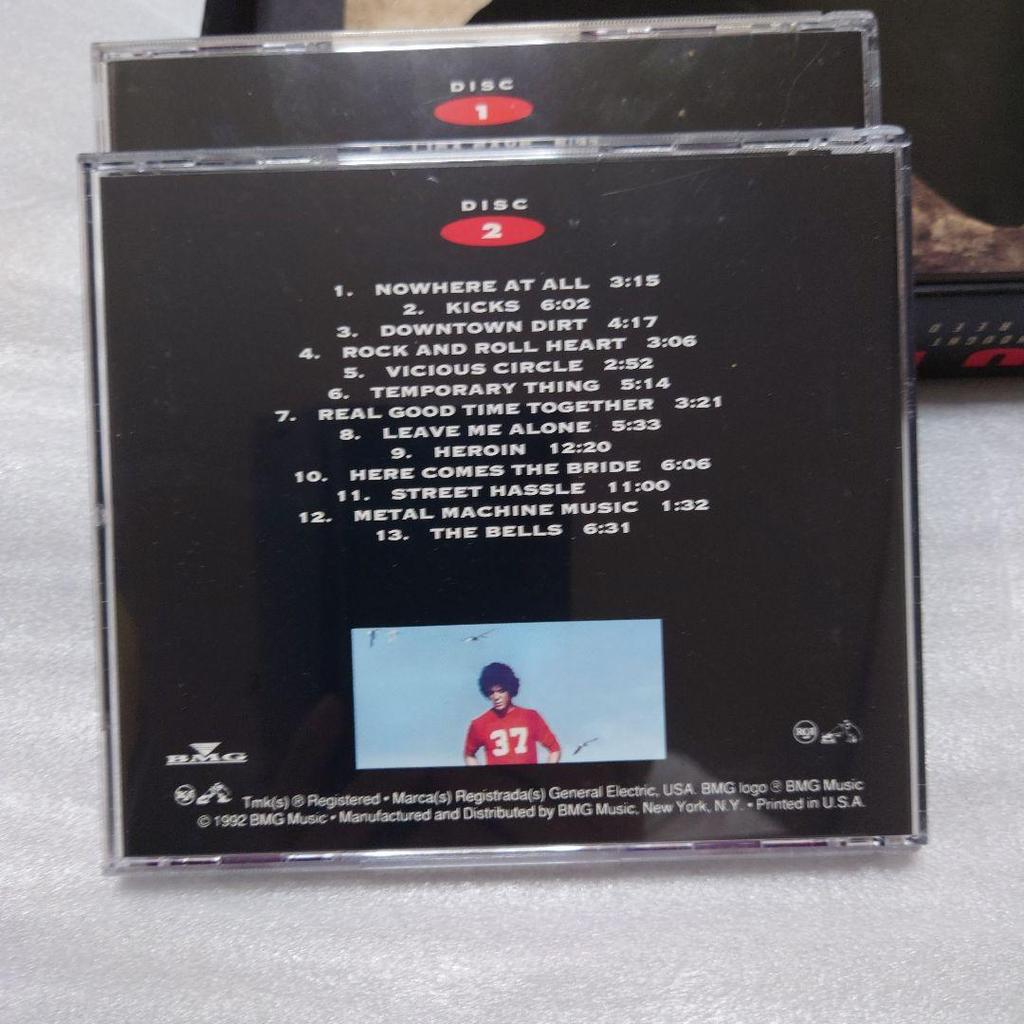 DISC
1
DISC
2
1. NOWHERE AT ALL 3:15
2. KICKS 6:02
3. DOWNTOWN DIRT 4:17
4. ROCK AND ROLL HEART 3:06
5. VICIOUS CIRCLE 2:52
6. TEMPORARY THING 5:14
7. REAL GOOD TIME TOGETHER 3:21
8. LEAVE ME ALONE 5:33
9. HEROIN 12:20
10. HERE COMES THE BRIDE 6:06
11. STREET HASSLE 11:00
12. METAL MACHINE MUSIC 1:32
13. THE BELLS 6:31
37
BMG
RCA
Tmk(s) ® Registered • Marca(s) Registrada(s) General Electric, USA. BMG logo ® BMG Music
© 1992 BMG Music • Manufactured and Distributed by BMG Music, New York, N.Y. • Printed in U.S.A.
REED